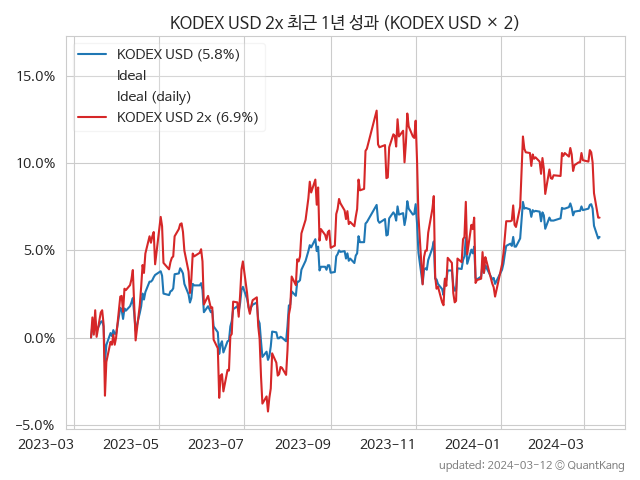 KODEX USD 2x 최근 1년 성과 (KODEX USD × 2)
KODEX USD (5.8%)
Ideal
Ideal (daily)
KODEX USD 2x (6.9%)
15.0%
10.0%
5.0%
0.0%
−5.0%
2023-03 2023-05 2023-07 2023-09 2023-11 2024-01 2024-03
updated: 2024-03-12 © QuantKang